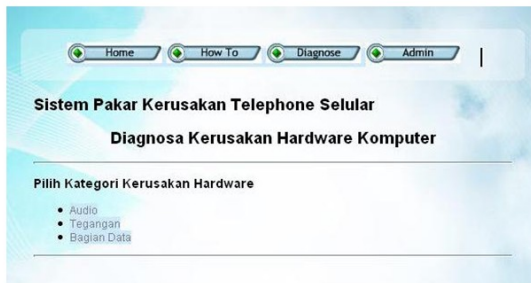 Home How To Diagnose Admin
Sistem Pakar Kerusakan Telephone Selular
Diagnosa Kerusakan Hardware Komputer
Pilih Kategori Kerusakan Hardware
Audio
Tegangan
Bagian Data